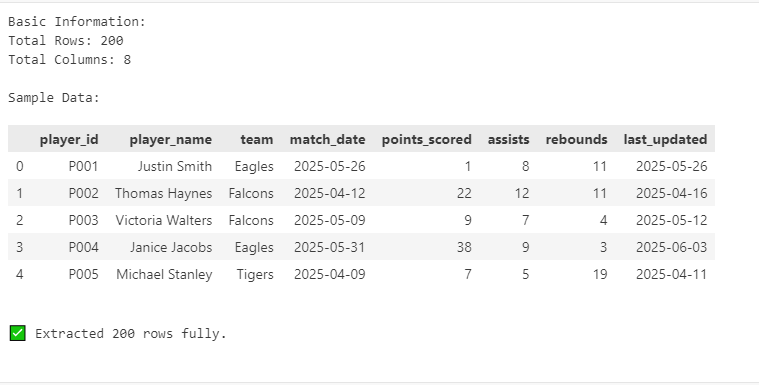 Basic Information:
Total Rows: 200
Total Columns: 8
Sample Data:
player_id player_name team match_date points_scored assists rebounds last_updated
0 P001 Justin Smith Eagles 2025-05-26 1 8 11 2025-05-26
1 P002 Thomas Haynes Falcons 2025-04-12 22 12 11 2025-04-16
2 P003 Victoria Walters Falcons 2025-05-09 9 7 4 2025-05-12
3 P004 Janice Jacobs Eagles 2025-05-31 38 9 3 2025-06-03
4 P005 Michael Stanley Tigers 2025-04-09 7 5 19 2025-04-11
✅ Extracted 200 rows fully.